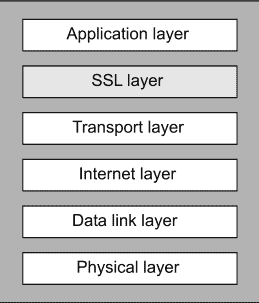 Application layer
SSL layer
Transport layer
Internet layer
Data link layer
Physical layer